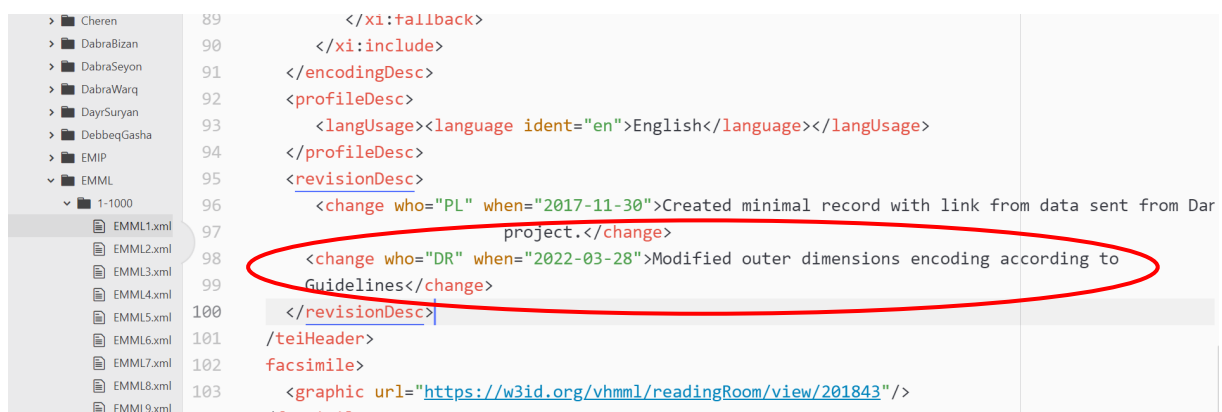 Cheren
DabraBizan
DabraSeyon
DabraWarq
DayrSuryan
DebbeqGasha
EMIP
EMML
1-1000
EMML1.xml
EMML2.xml
EMML3.xml
EMML4.xml
EMML5.xml
EMML6.xml
EMML7.xml
EMML8.xml
EMML9.xml
89 </xi:fallback>
90 </xi:include>
91 </encodingDesc>
92 <profileDesc>
93 <langUsage><language ident="en">English</language></langUsage>
94 </profileDesc>
95 <revisionDesc>
96 <change who="PL" when="2017-11-30">Created minimal record with link from data sent from Dar
97 project.</change>
98 <change who="DR" when="2022-03-28">Modified outer dimensions encoding according to
99 Guidelines</change>
100 </revisionDesc>
101 /teiHeader>
102 facsimile>
103 <graphic url="https://w3id.org/vhmml/readingRoom/view/201843"/>